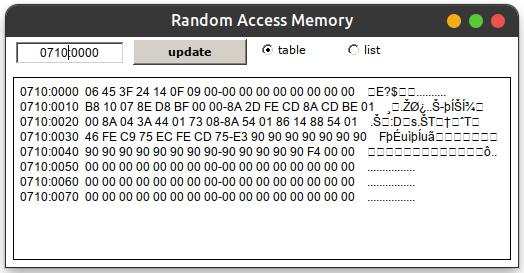 Random Access Memory
0710:0000 update table list
0710:0000 06 45 3F 24 14 0F 09 00-00 00 00 00 00 00 00 00 □E?$□□..........
0710:0010 B8 10 07 8E D8 BF 00 00-8A 2D FE CD 8A CD BE 01 ¸□.ŽØ¿..Š-þÍŠÍ¾□
0710:0020 00 8A 04 3A 44 01 73 08-8A 54 01 86 14 88 54 01 .Š□:D□s.ŠT□†□ˆT□
0710:0030 46 FE C9 75 EC FE CD 75-E3 90 90 90 90 90 90 90 FþÉuìþÍuã□□□□□□□
0710:0040 90 90 90 90 90 90 90 90-90 90 90 90 90 F4 00 00 □□□□□□□□□□□□□ô..
0710:0050 00 00 00 00 00 00 00 00-00 00 00 00 00 00 00 00 ................
0710:0060 00 00 00 00 00 00 00 00-00 00 00 00 00 00 00 00 ................
0710:0070 00 00 00 00 00 00 00 00-00 00 00 00 00 00 00 00 ................